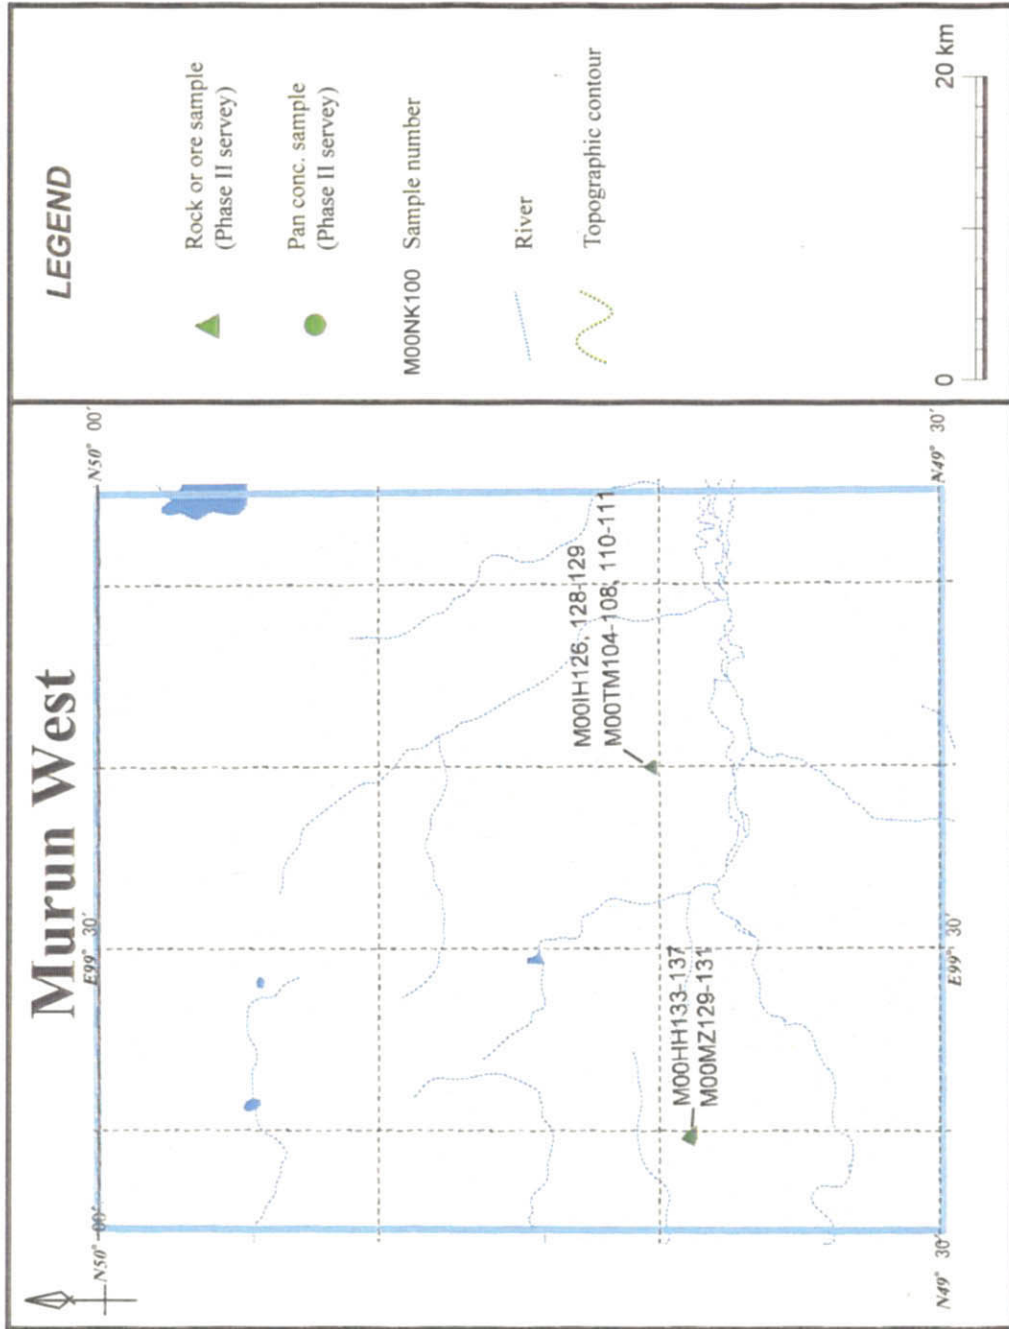 Murun West
N50° 00′
E99° 30′
N50° 00′
M00IH126, 128-129
M00TM104-108, 110-111
M00HH133-137
M00MZ129-131
N49° 30′
E99° 30′
N49° 30′
LEGEND
Rock or ore sample
(Phase II servey)
Pan conc. sample
(Phase II servey)
M00NK100 Sample number
River
Topographic contour
0 20 km